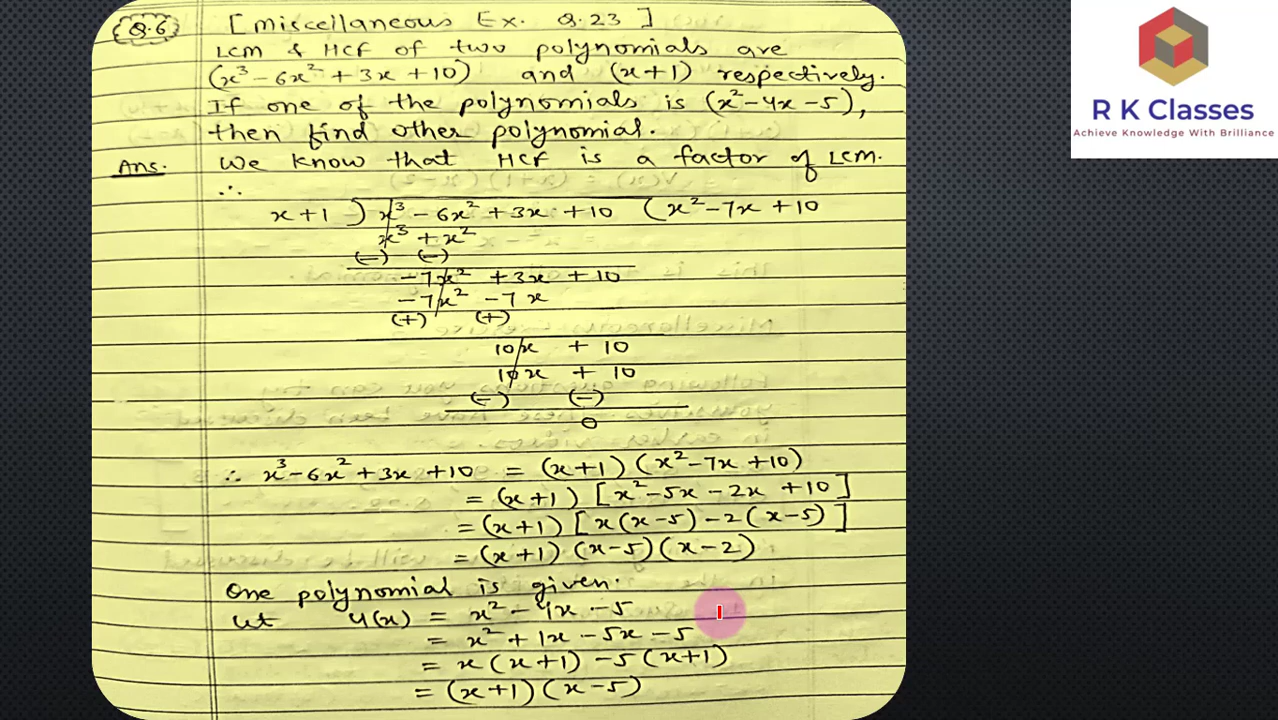 Q.6 [Miscellaneous Ex. Q.23]
LCM & HCF of two polynomials are
(x³ - 6x² + 3x + 10) and (x+1) respectively.
If one of the polynomials is (x² - 4x - 5),
then find other polynomial.
Ans. We know that HCF is a factor of LCM.
∴
x + 1 ) x³ - 6x² + 3x + 10 ( x² - 7x + 10
x³ + x²
(-) (-)
- 7x² + 3x + 10
- 7x² - 7x
(+) (+)
10x + 10
10x + 10
(-) (-)
0
∴ x³ - 6x² + 3x + 10 = (x+1) (x² - 7x + 10)
= (x+1) [x² - 5x - 2x + 10]
= (x+1) [x(x-5) - 2(x-5)]
= (x+1) (x-5) (x-2)
One polynomial is given.
Let u(x) = x² - 4x - 5
= x² + 1x - 5x - 5
= x(x+1) - 5(x+1)
= (x+1) (x-5)
R K Classes
Achieve Knowledge With Brilliance